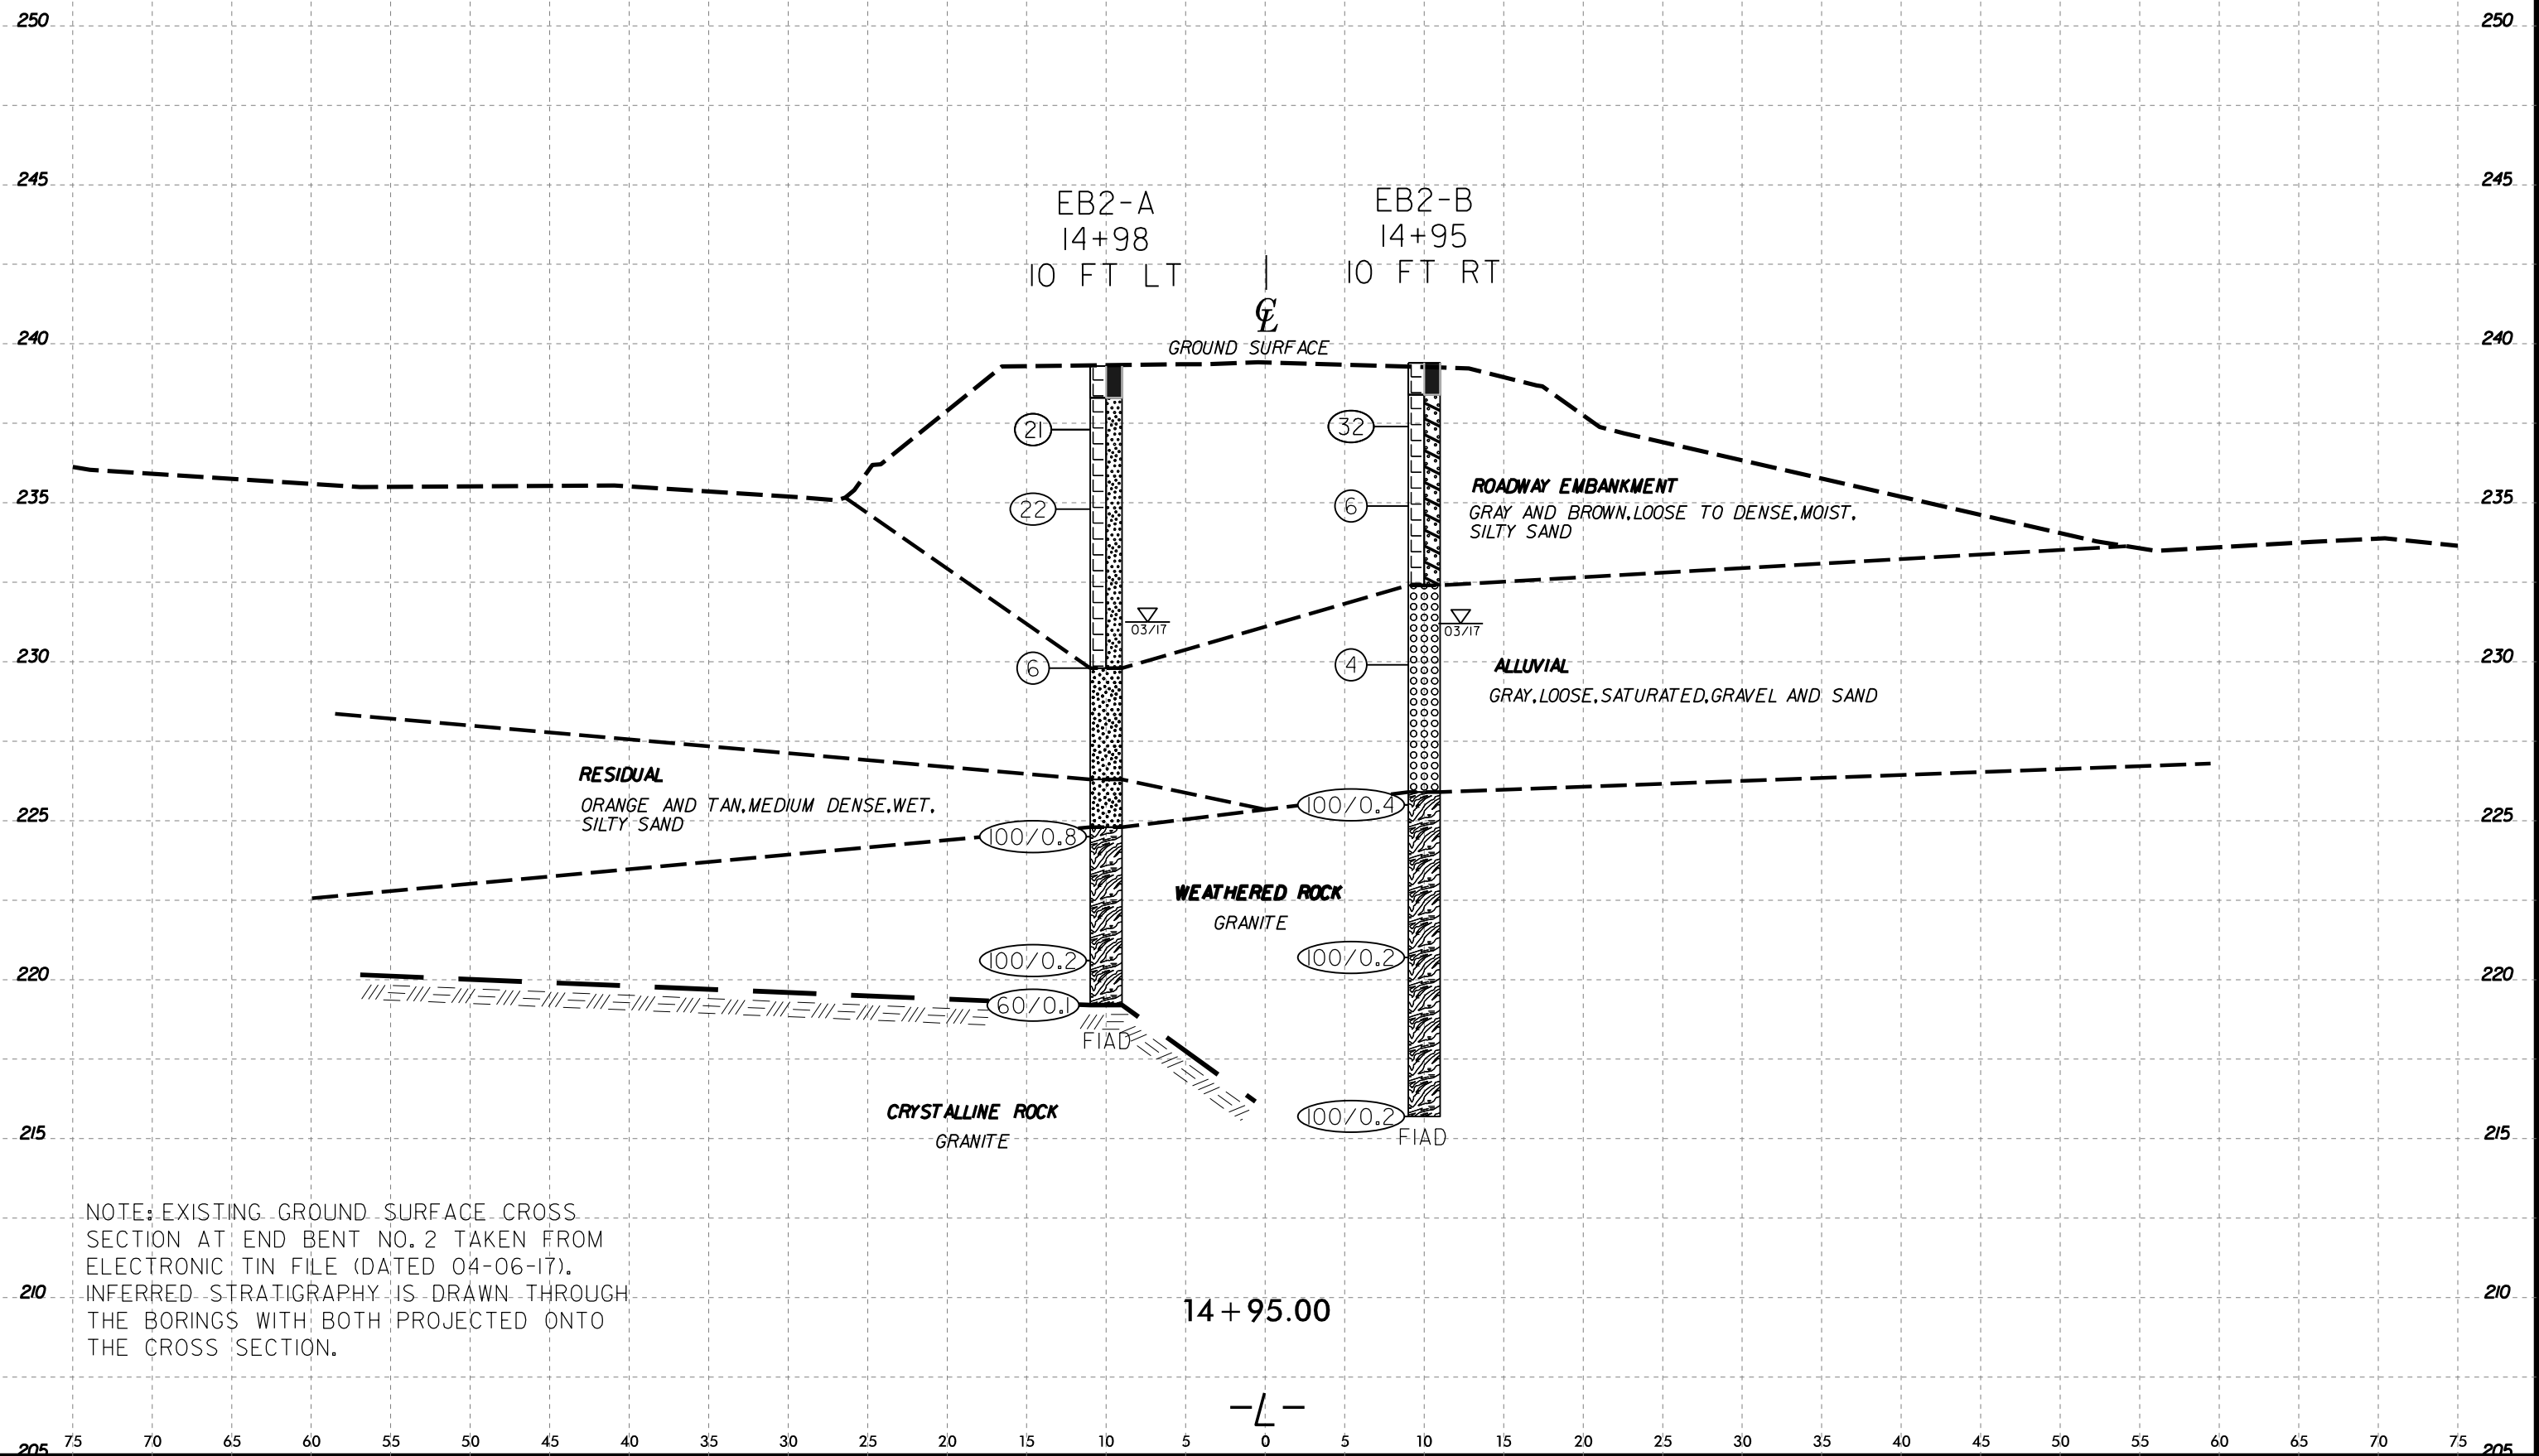 250 250
245 245
EB2-A
14+98
10 FT LT
EB2-B
14+95
10 FT RT
℄
240 240
GROUND SURFACE
21
32
22
6
235 235
ROADWAY EMBANKMENT
GRAY AND BROWN, LOOSE TO DENSE, MOIST,
SILTY SAND
03/17
03/17
230 230
6
4
ALLUVIAL
GRAY, LOOSE, SATURATED, GRAVEL AND SAND
RESIDUAL
ORANGE AND TAN, MEDIUM DENSE, WET,
SILTY SAND
225 225
100/0.8
100/0.4
WEATHERED ROCK
GRANITE
220 220
100/0.2
100/0.2
60/0.1
FIAD
CRYSTALLINE ROCK
GRANITE
100/0.2
FIAD
215 215
NOTE: EXISTING GROUND SURFACE CROSS
SECTION AT END BENT NO. 2 TAKEN FROM
ELECTRONIC TIN FILE (DATED 04-06-17).
INFERRED STRATIGRAPHY IS DRAWN THROUGH
THE BORINGS WITH BOTH PROJECTED ONTO
THE CROSS SECTION.
210 210
14+95.00
-L-
205 75 70 65 60 55 50 45 40 35 30 25 20 15 10 5 0 5 10 15 20 25 30 35 40 45 50 55 60 65 70 75 205